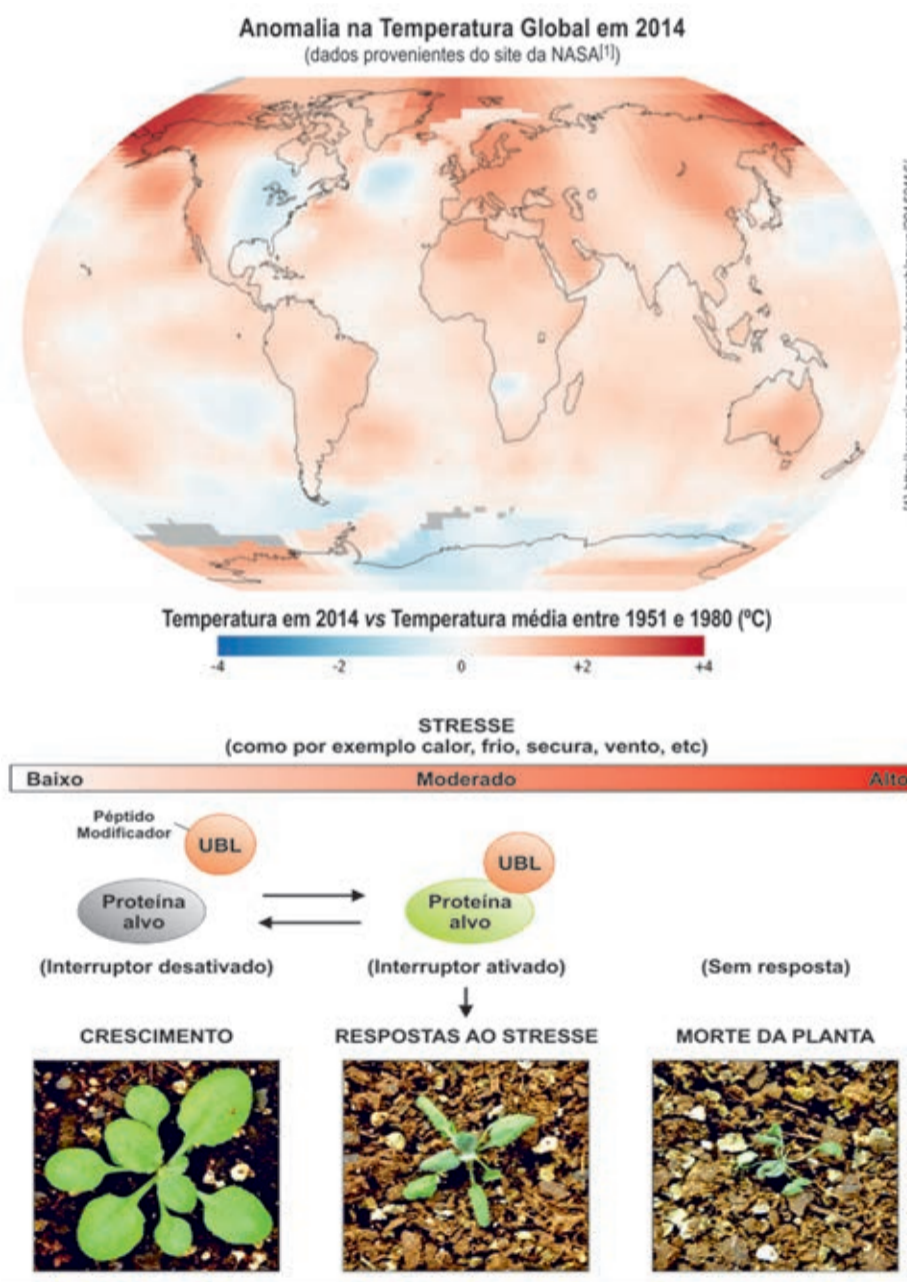 Anomalia na Temperatura Global em 2014
(dados provenientes do site da NASA[1])
Temperatura em 2014 vs Temperatura média entre 1951 e 1980 (ºC)
-4 -2 0 +2 +4
STRESSE
(como por exemplo calor, frio, secura, vento, etc)
Baixo Moderado Alto
Péptido
Modificador
UBL
UBL
Proteína
alvo
Proteína
alvo
(Interruptor desativado) (Interruptor ativado) (Sem resposta)
CRESCIMENTO RESPOSTAS AO STRESSE MORTE DA PLANTA